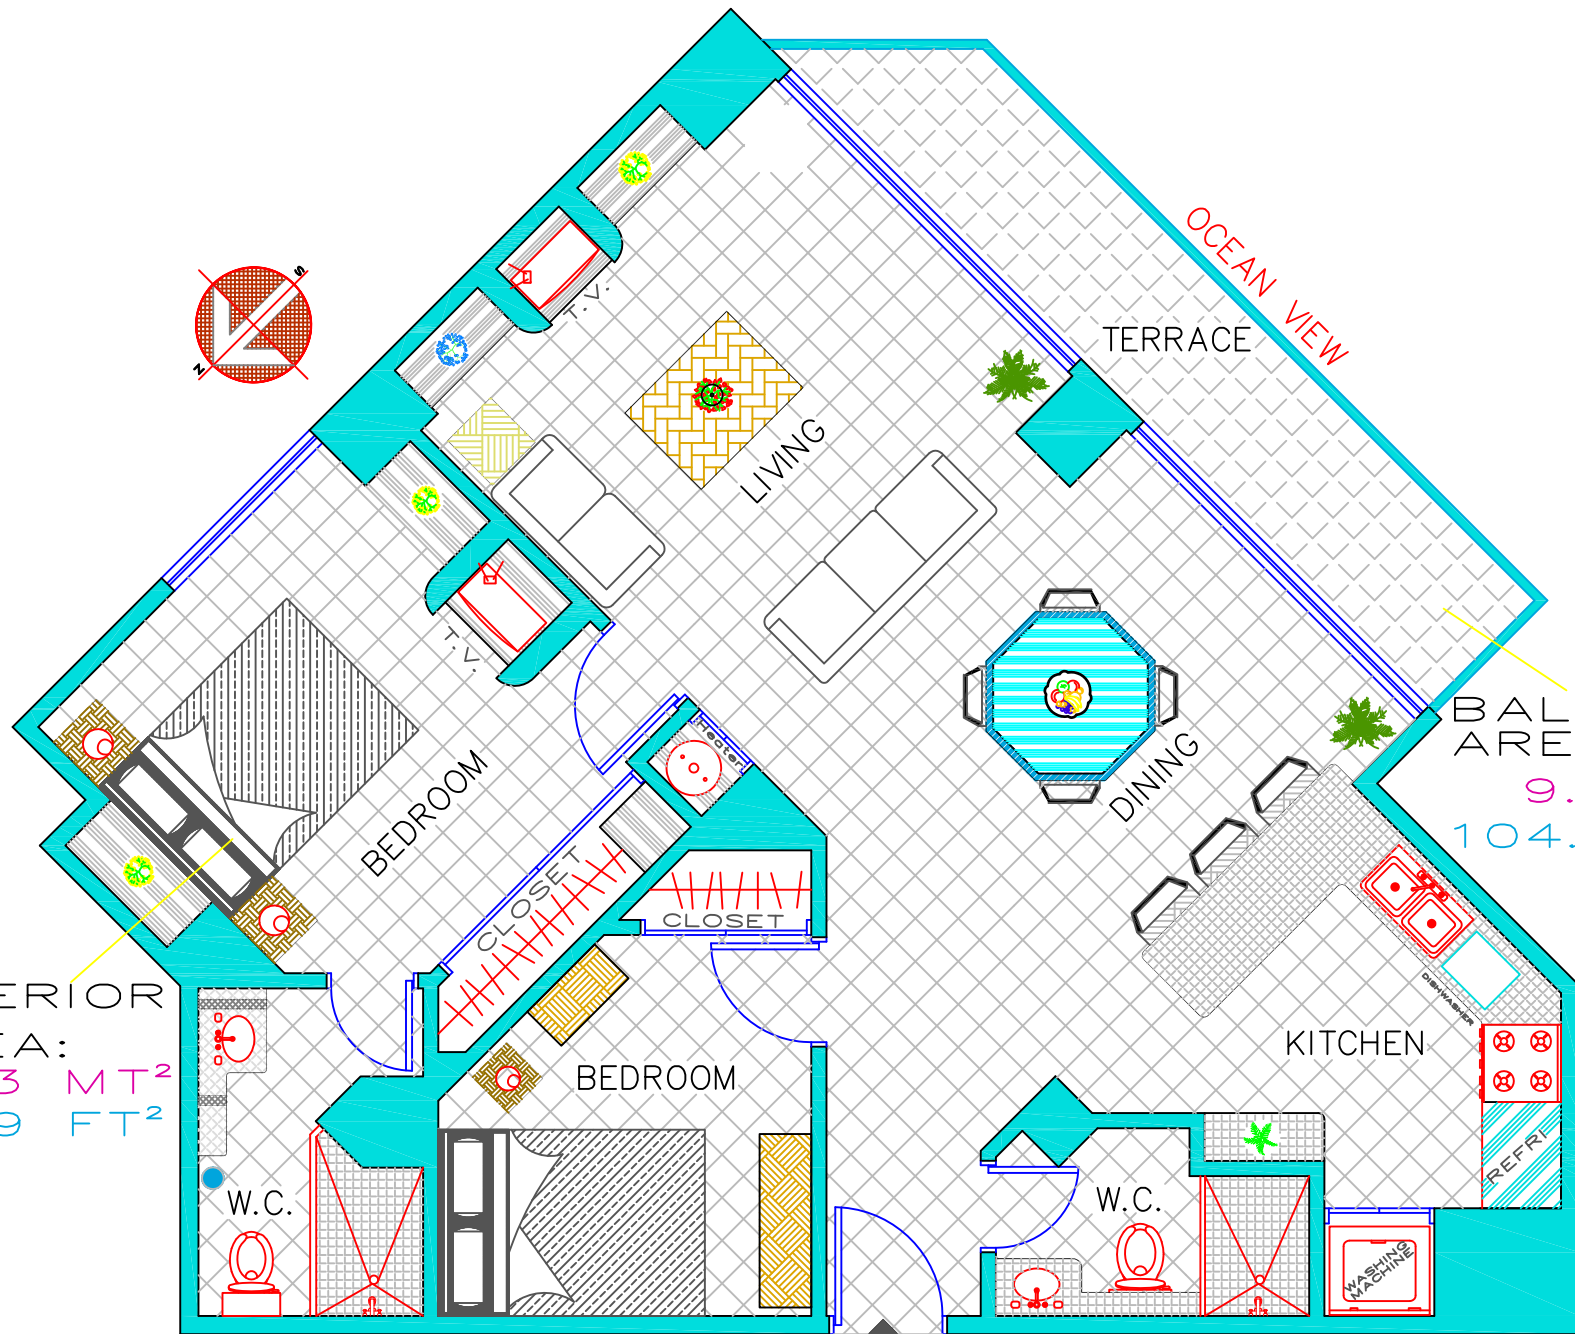 S
N
OCEAN VIEW
TERRACE
T.V.
LIVING
T.V.
heater
DINING
BEDROOM
CLOSET
CLOSET
BAL
ARE
9.
104.
ERIOR
EA:
3 MT²
9 FT²
DISHWASHER
KITCHEN
BEDROOM
REFRI
W.C.
W.C.
WASHING
MACHINE